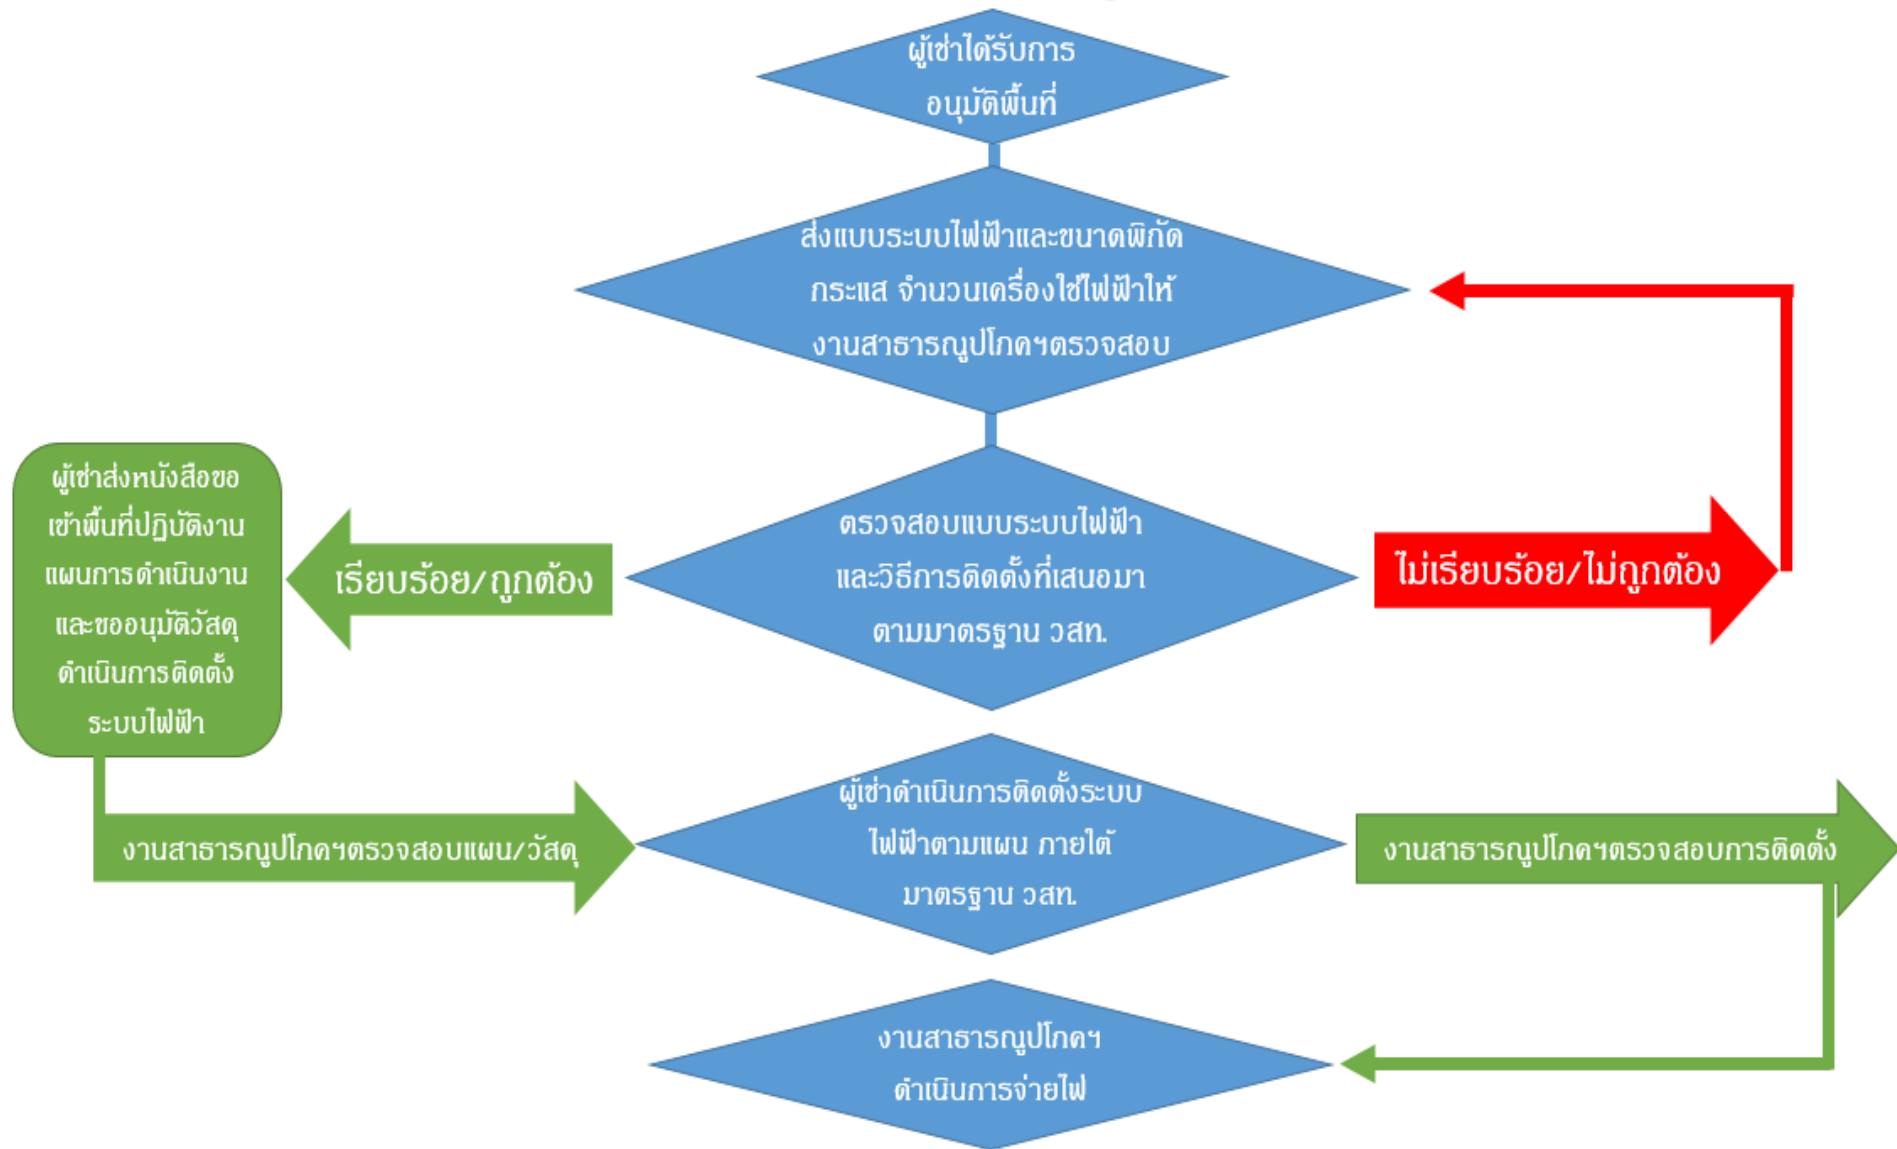 ผู้เช่าได้รับการ
อนุมัติพื้นที่
ส่งแบบระบบไฟฟ้าและขนาดพิกัด
กระแส จำนวนเครื่องใช้ไฟฟ้าให้
งานสาธารณูปโภคฯตรวจสอบ
ตรวจสอบแบบระบบไฟฟ้า
และวิธีการติดตั้งที่เสนอมา
ตามมาตรฐาน วสท.
ไม่เรียบร้อย/ไม่ถูกต้อง
เรียบร้อย/ถูกต้อง
ผู้เช่าส่งหนังสือขอ
เข้าพื้นที่ปฏิบัติงาน
แผนการดำเนินงาน
และขออนุมัติวัสดุ
ดำเนินการติดตั้ง
ระบบไฟฟ้า
งานสาธารณูปโภคฯตรวจสอบแผน/วัสดุ
ผู้เช่าดำเนินการติดตั้งระบบ
ไฟฟ้าตามแผน ภายใต้
มาตรฐาน วสท.
งานสาธารณูปโภคฯตรวจสอบการติดตั้ง
งานสาธารณูปโภคฯ
ดำเนินการจ่ายไฟ